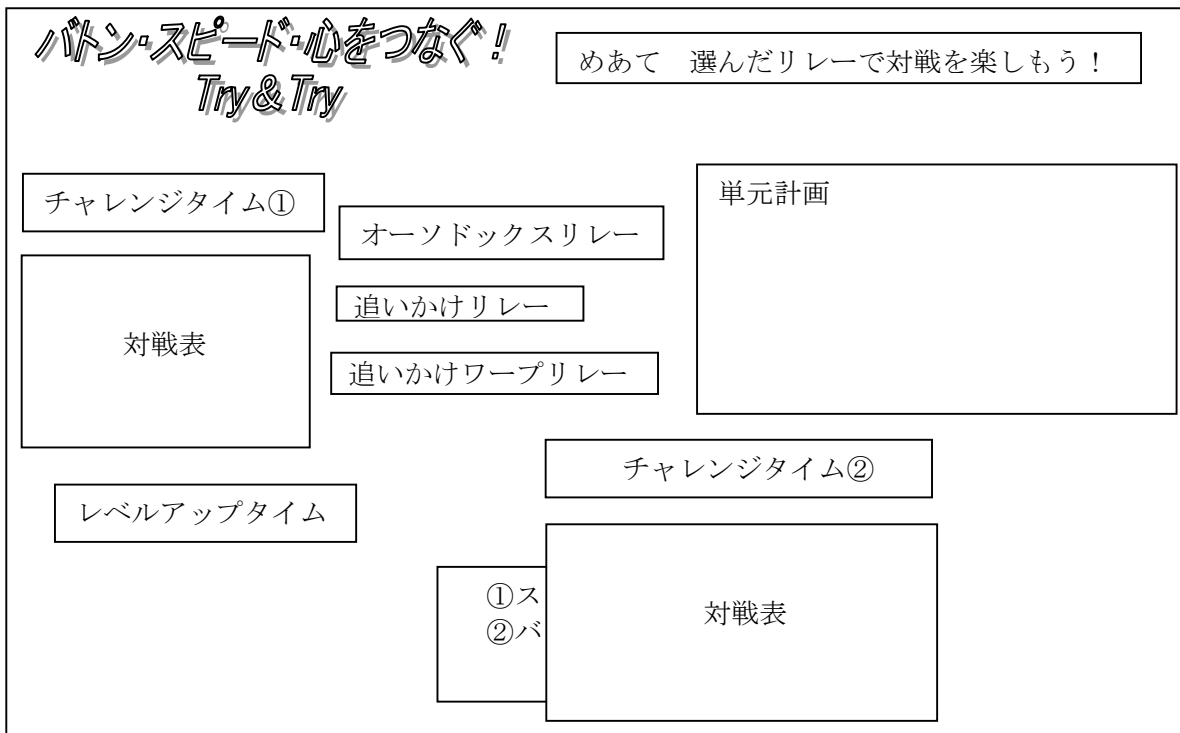 バトン・スピード・心をつなぐ！
Try＆Try
めあて　選んだリレーで対戦を楽しもう！
チャレンジタイム①
オーソドックスリレー
追いかけリレー
追いかけワープリレー
対戦表
単元計画
レベルアップタイム
チャレンジタイム②
①ス
②バ
対戦表